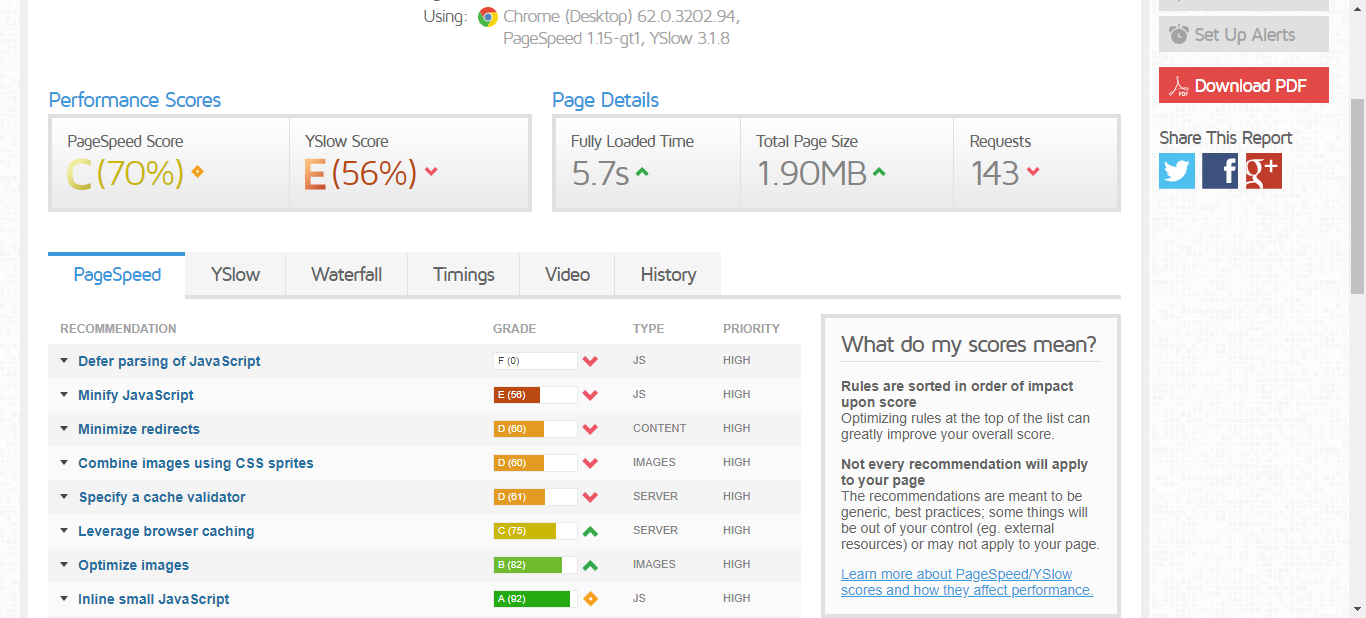 Using: Chrome (Desktop) 62.0.3202.94,
PageSpeed 1.15-gt1, YSlow 3.1.8
Set Up Alerts
Download PDF
Share This Report
Performance Scores
PageSpeed Score
C (70%)
YSlow Score
E (56%)
Page Details
Fully Loaded Time
5.7s
Total Page Size
1.90MB
Requests
143
PageSpeed YSlow Waterfall Timings Video History
RECOMMENDATION GRADE TYPE PRIORITY
Defer parsing of JavaScript F (0) JS HIGH
Minify JavaScript E (56) JS HIGH
Minimize redirects D (60) CONTENT HIGH
Combine images using CSS sprites D (60) IMAGES HIGH
Specify a cache validator D (61) SERVER HIGH
Leverage browser caching C (75) SERVER HIGH
Optimize images B (82) IMAGES HIGH
Inline small JavaScript A (92) JS HIGH
What do my scores mean?
Rules are sorted in order of impact
upon score
Optimizing rules at the top of the list can
greatly improve your overall score.
Not every recommendation will apply
to your page
The recommendations are meant to be
generic, best practices; some things will
be out of your control (eg. external
resources) or may not apply to your page.
Learn more about PageSpeed/YSlow
scores and how they affect performance.